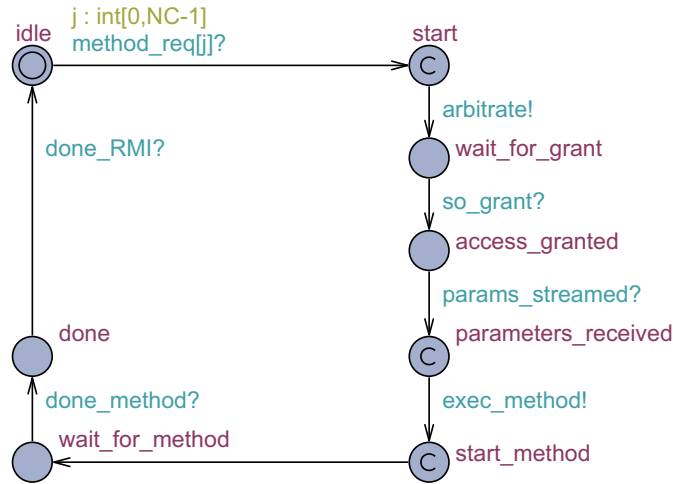 j : int[0,NC-1]
idle
start
method_req[j]?
C
arbitrate!
done_RMI?
wait_for_grant
so_grant?
access_granted
params_streamed?
done
parameters_received
C
done_method?
exec_method!
wait_for_method
start_method
C